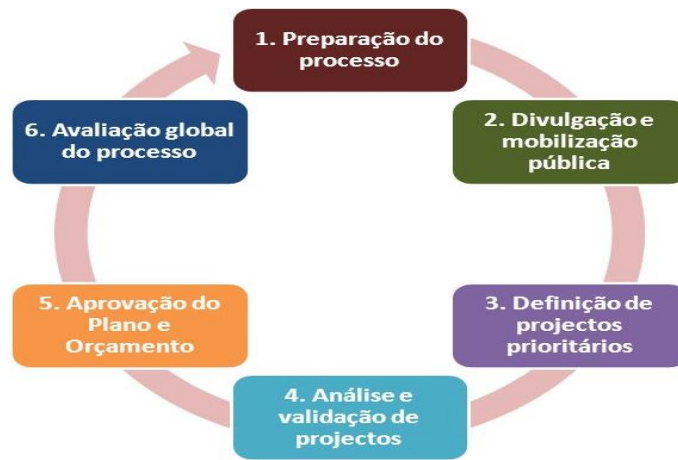 1. Preparação do
processo
2. Divulgação e
mobilização
pública
3. Definição de
projectos
prioritários
4. Análise e
validação de
projectos
5. Aprovação do
Plano e
Orçamento
6. Avaliação global
do processo